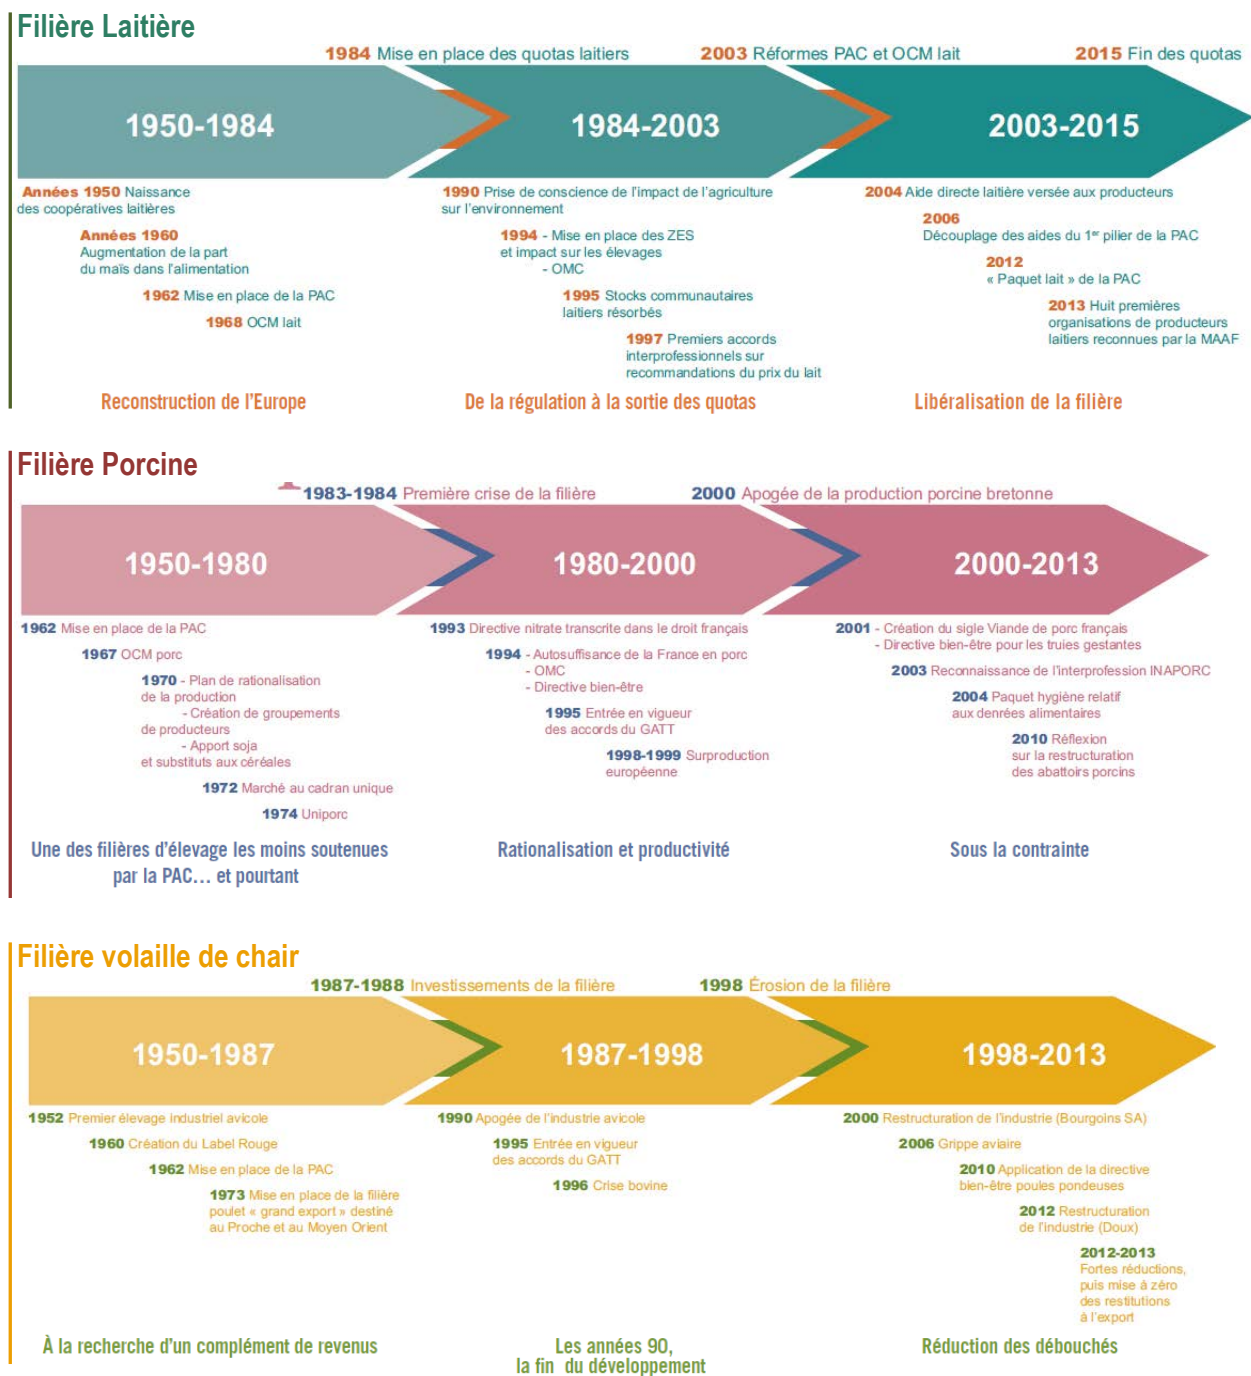 Filière Laitière
1984 Mise en place des quotas laitiers
2003 Réformes PAC et OCM lait
2015 Fin des quotas
1950-1984
1984-2003
2003-2015
Années 1950 Naissance
des coopératives laitières
Années 1960
Augmentation de la part
du maïs dans l'alimentation
1962 Mise en place de la PAC
1968 OCM lait
1990 Prise de conscience de l'impact de l'agriculture
sur l'environnement
1994 - Mise en place des ZES
et impact sur les élevages
- OMC
1995 Stocks communautaires
laitiers résorbés
1997 Premiers accords
interprofessionnels sur
recommandations du prix du lait
2004 Aide directe laitière versée aux producteurs
2006
Découplage des aides du 1er pilier de la PAC
2012
« Paquet lait » de la PAC
2013 Huit premières
organisations de producteurs
laitiers reconnues par la MAAF
Reconstruction de l'Europe
De la régulation à la sortie des quotas
Libéralisation de la filière
Filière Porcine
1983-1984 Première crise de la filière
2000 Apogée de la production porcine bretonne
1950-1980
1980-2000
2000-2013
1962 Mise en place de la PAC
1967 OCM porc
1970 - Plan de rationalisation
de la production
- Création de groupements
de producteurs
- Apport soja
et substituts aux céréales
1972 Marché au cadran unique
1974 Uniporc
1993 Directive nitrate transcrite dans le droit français
1994 - Autosuffisance de la France en porc
- OMC
- Directive bien-être
1995 Entrée en vigueur
des accords du GATT
1998-1999 Surproduction
européenne
2001 - Création du sigle Viande de porc français
- Directive bien-être pour les truies gestantes
2003 Reconnaissance de l'interprofession INAPORC
2004 Paquet hygiène relatif
aux denrées alimentaires
2010 Réflexion
sur la restructuration
des abattoirs porcins
Une des filières d'élevage les moins soutenues
par la PAC... et pourtant
Rationalisation et productivité
Sous la contrainte
Filière volaille de chair
1987-1988 Investissements de la filière
1998 Érosion de la filière
1950-1987
1987-1998
1998-2013
1952 Premier élevage industriel avicole
1960 Création du Label Rouge
1962 Mise en place de la PAC
1973 Mise en place de la filière
poulet « grand export » destiné
au Proche et au Moyen Orient
1990 Apogée de l'industrie avicole
1995 Entrée en vigueur
des accords du GATT
1996 Crise bovine
2000 Restructuration de l'industrie (Bourgoins SA)
2006 Grippe aviaire
2010 Application de la directive
bien-être poules pondeuses
2012 Restructuration
de l'industrie (Doux)
2012-2013
Fortes réductions,
puis mise à zéro
des restitutions
à l'export
À la recherche d'un complément de revenus
Les années 90,
la fin du développement
Réduction des débouchés